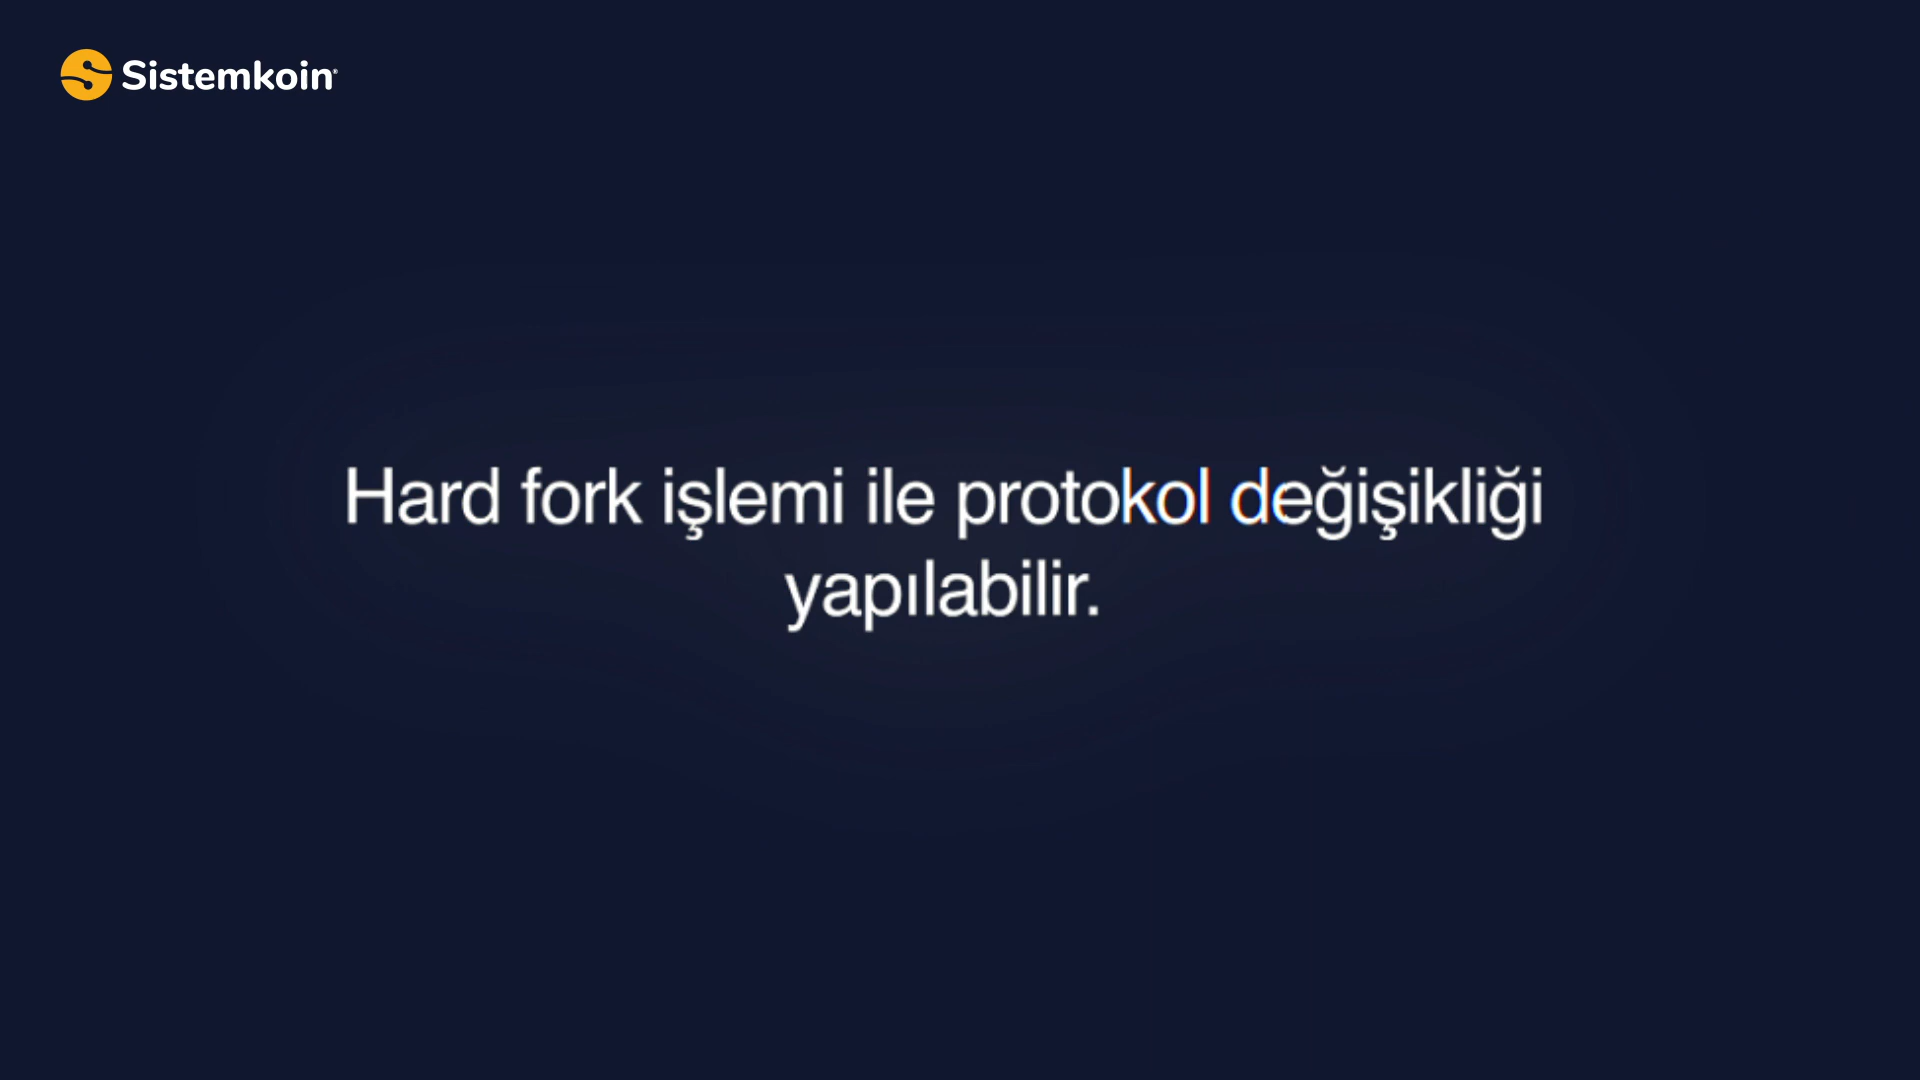 Sistemkoin
Hard fork işlemi ile protokol değişikliği
yapılabilir.